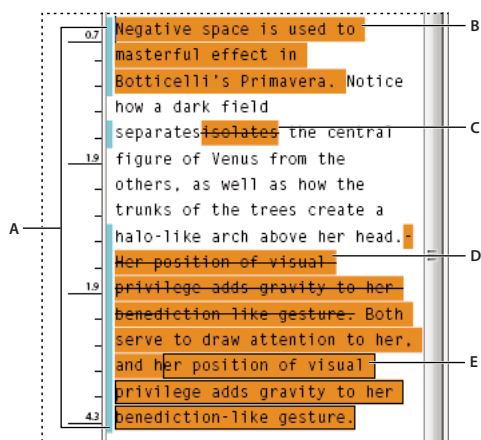 Negative space is used to
masterful effect in
Botticelli's Primavera. Notice
how a dark field
separatesisolates the central
figure of Venus from the
others, as well as how the
trunks of the trees create a
halo-like arch above her head.
Her position of visual
privilege adds gravity to her
benediction like gesture. Both
serve to draw attention to her,
and her position of visual
privilege adds gravity to her
benediction-like gesture.
0.7
1.9
1.9
4.3
A
B
C
D
E